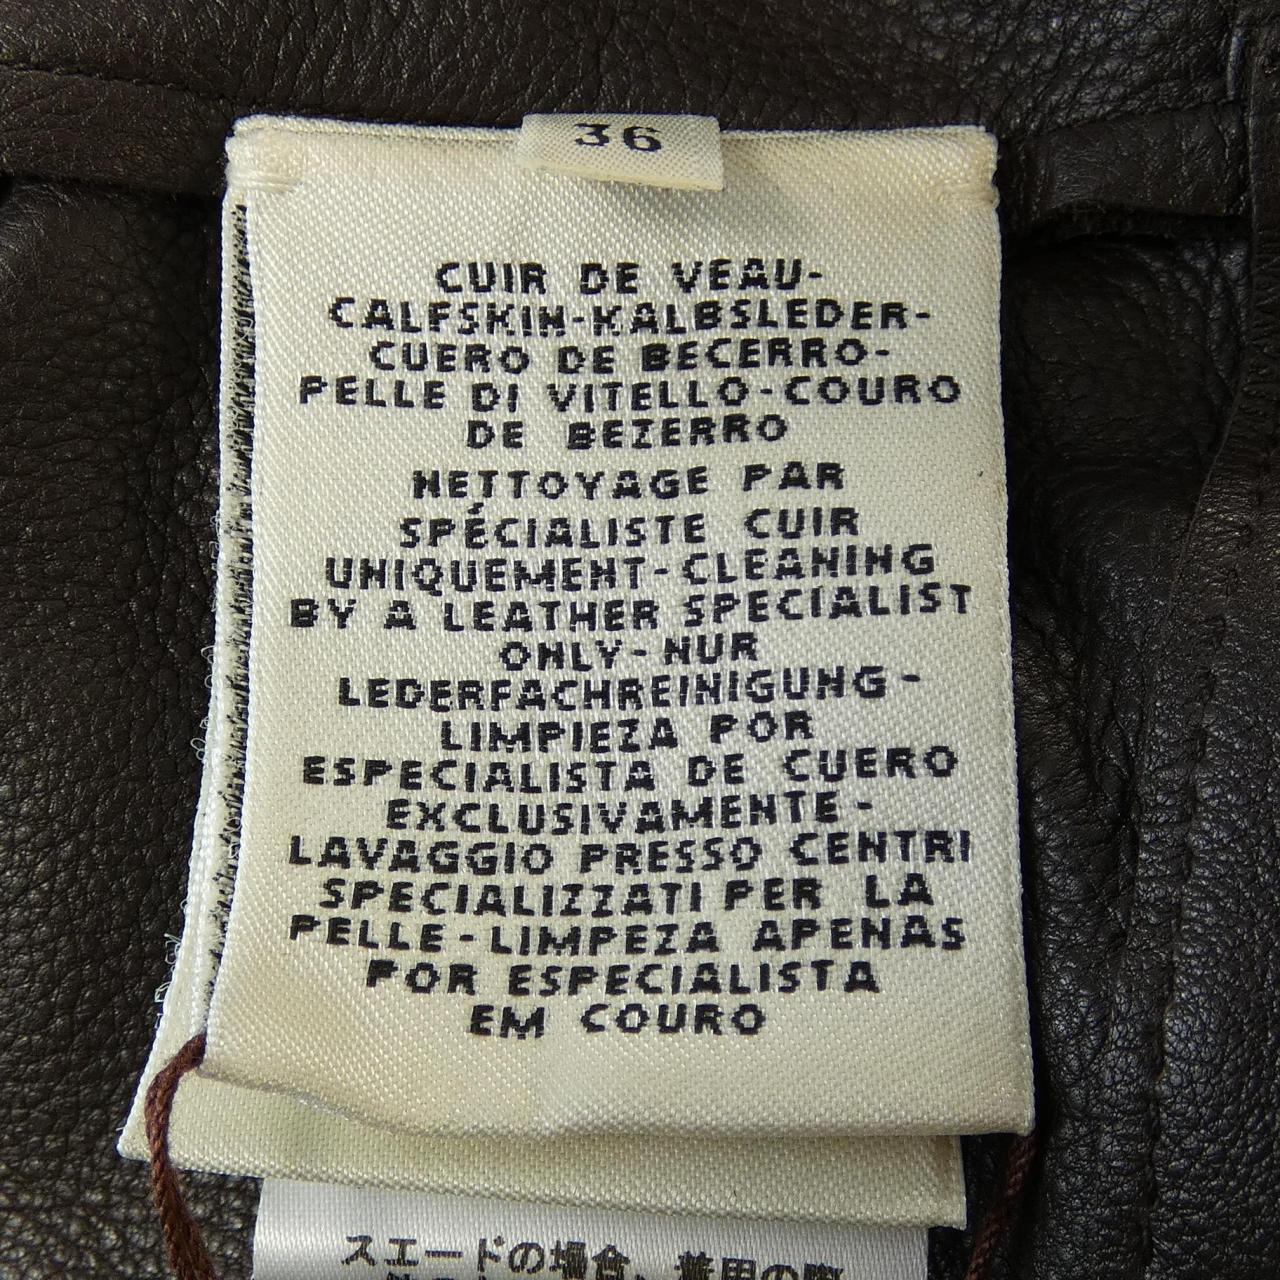 36
CUIR DE VEAU-
CALFSKIN-KALBSLEDER-
CUERO DE BECERRO-
PELLE DI VITELLO-COURO
DE BEZERRO
NETTOYAGE PAR
SPÉCIALISTE CUIR
UNIQUEMENT-CLEANING
BY A LEATHER SPECIALIST
ONLY-NUR
LEDERFACHREINIGUNG-
LIMPIEZA POR
ESPECIALISTA DE CUERO
EXCLUSIVAMENTE-
LAVAGGIO PRESSO CENTRI
SPECIALIZZATI PER LA
PELLE-LIMPEZA APENAS
POR ESPECIALISTA
EM COURO
スエードの場合、着用の際